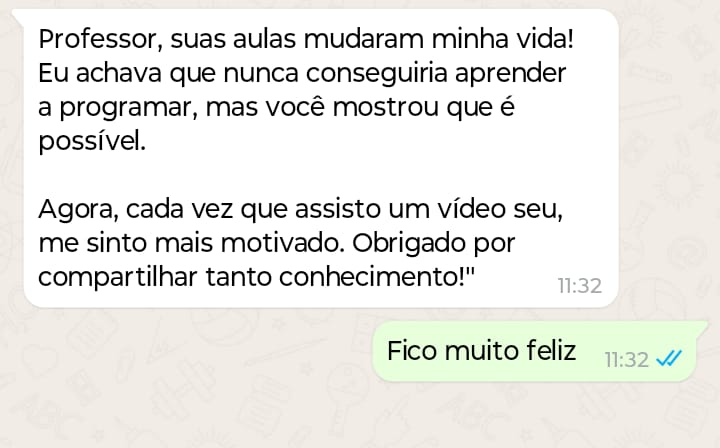 Professor, suas aulas mudaram minha vida!
Eu achava que nunca conseguiria aprender
a programar, mas você mostrou que é
possível.
Agora, cada vez que assisto um vídeo seu,
me sinto mais motivado. Obrigado por
compartilhar tanto conhecimento!"
11:32
Fico muito feliz 11:32